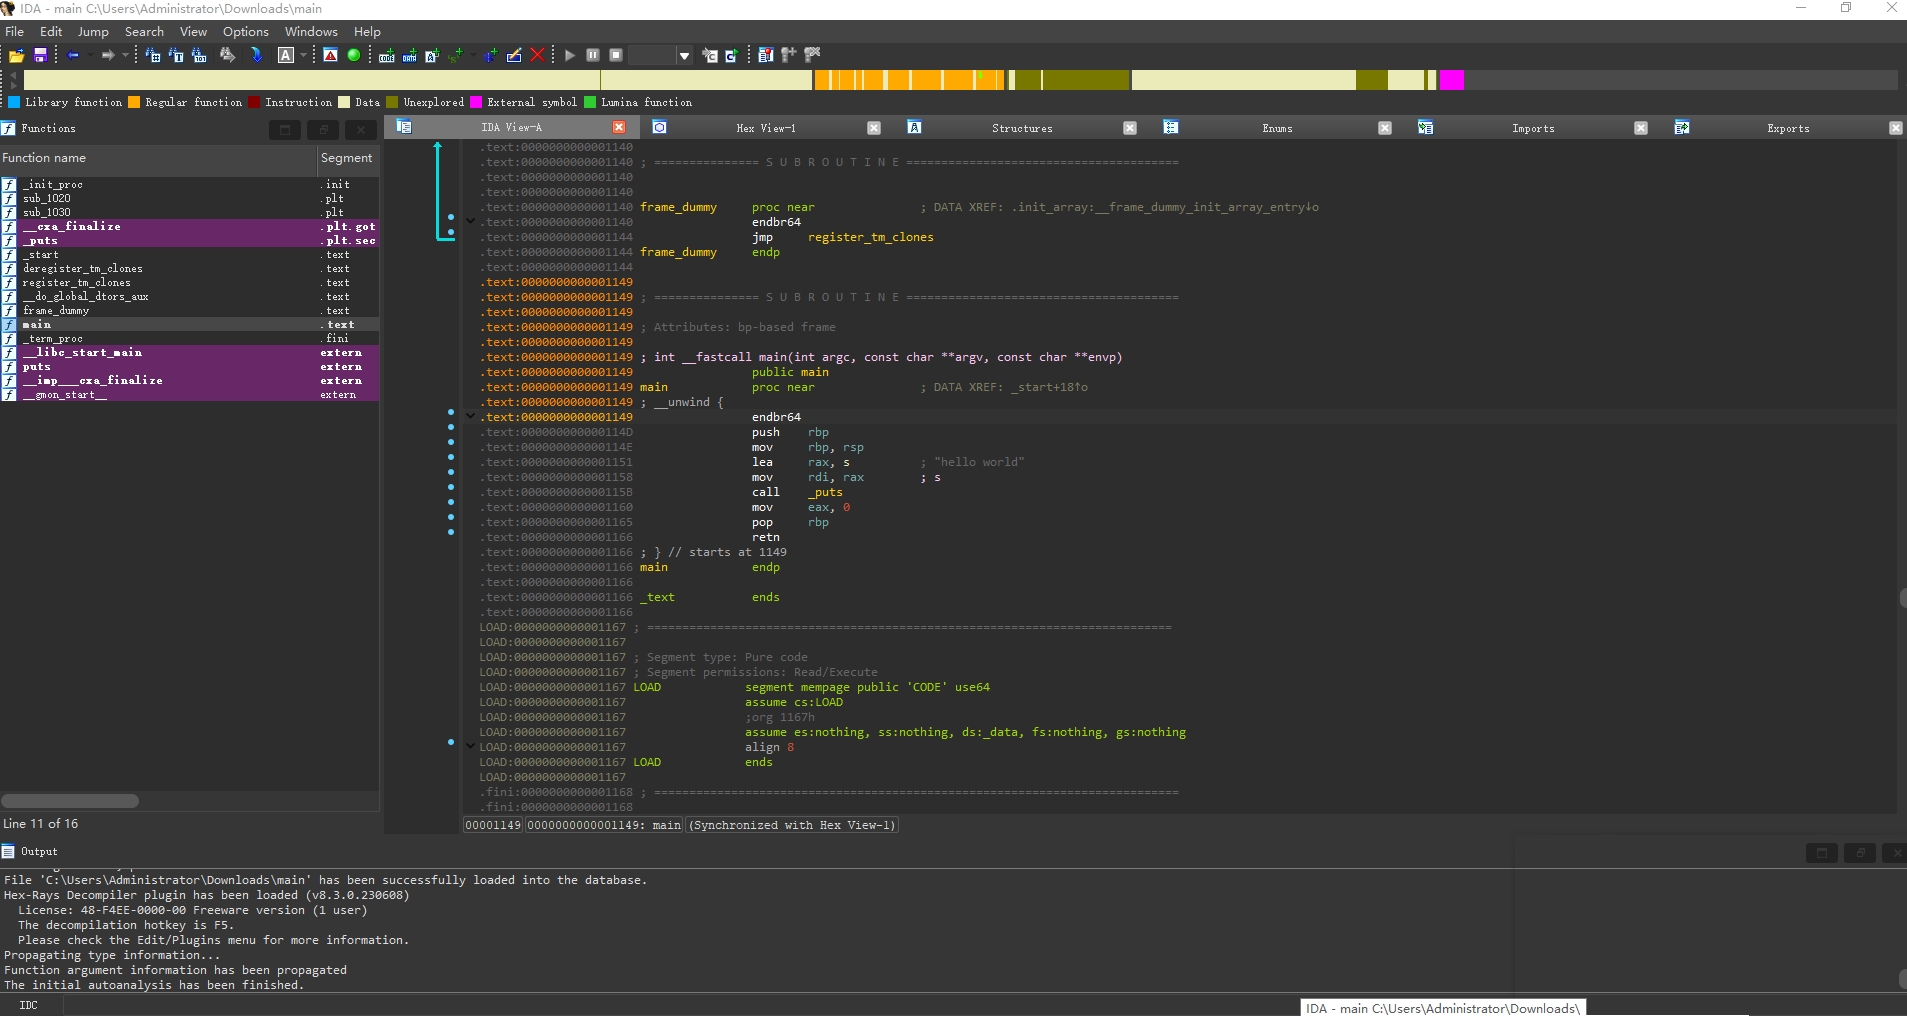 IDA - main C:\Users\Administrator\Downloads\main
File Edit Jump Search View Options Windows Help
Library function Regular function Instruction Data Unexplored External symbol Lumina function
Functions
Function name Segment
_init_proc .init
sub_1020 .plt
sub_1030 .plt
__cxa_finalize .plt.got
_puts .plt.sec
_start .text
deregister_tm_clones .text
register_tm_clones .text
__do_global_dtors_aux .text
frame_dummy .text
main .text
_term_proc .fini
__libc_start_main extern
puts extern
__imp___cxa_finalize extern
__gmon_start__ extern
Line 11 of 16
IDA View-A Hex View-1 Structures Enums Imports Exports
.text:0000000000001140
.text:0000000000001140 ; =============== S U B R O U T I N E =======================================
.text:0000000000001140
.text:0000000000001140
.text:0000000000001140 frame_dummy proc near ; DATA XREF: .init_array:__frame_dummy_init_array_entry↓o
.text:0000000000001140 endbr64
.text:0000000000001144 jmp register_tm_clones
.text:0000000000001144 frame_dummy endp
.text:0000000000001144
.text:0000000000001149
.text:0000000000001149 ; =============== S U B R O U T I N E =======================================
.text:0000000000001149
.text:0000000000001149 ; Attributes: bp-based frame
.text:0000000000001149
.text:0000000000001149 ; int __fastcall main(int argc, const char **argv, const char **envp)
.text:0000000000001149 public main
.text:0000000000001149 main proc near ; DATA XREF: _start+18↑o
.text:0000000000001149 ; __unwind {
.text:0000000000001149 endbr64
.text:000000000000114D push rbp
.text:000000000000114E mov rbp, rsp
.text:0000000000001151 lea rax, s ; "hello world"
.text:0000000000001158 mov rdi, rax ; s
.text:000000000000115B call _puts
.text:0000000000001160 mov eax, 0
.text:0000000000001165 pop rbp
.text:0000000000001166 retn
.text:0000000000001166 ; } // starts at 1149
.text:0000000000001166 main endp
.text:0000000000001166
.text:0000000000001166 _text ends
.text:0000000000001166
LOAD:0000000000001167 ; ===========================================================================
LOAD:0000000000001167
LOAD:0000000000001167 ; Segment type: Pure code
LOAD:0000000000001167 ; Segment permissions: Read/Execute
LOAD:0000000000001167 LOAD segment mempage public 'CODE' use64
LOAD:0000000000001167 assume cs:LOAD
LOAD:0000000000001167 ;org 1167h
LOAD:0000000000001167 assume es:nothing, ss:nothing, ds:_data, fs:nothing, gs:nothing
LOAD:0000000000001167 align 8
LOAD:0000000000001167 LOAD ends
LOAD:0000000000001167
.fini:0000000000001168 ; ===========================================================================
.fini:0000000000001168
00001149 0000000000001149: main (Synchronized with Hex View-1)
Output
File 'C:\Users\Administrator\Downloads\main' has been successfully loaded into the database.
Hex-Rays Decompiler plugin has been loaded (v8.3.0.230608)
License: 48-F4EE-0000-00 Freeware version (1 user)
The decompilation hotkey is F5.
Please check the Edit/Plugins menu for more information.
Propagating type information...
Function argument information has been propagated
The initial autoanalysis has been finished.
IDC
IDA - main C:\Users\Administrator\Downloads\